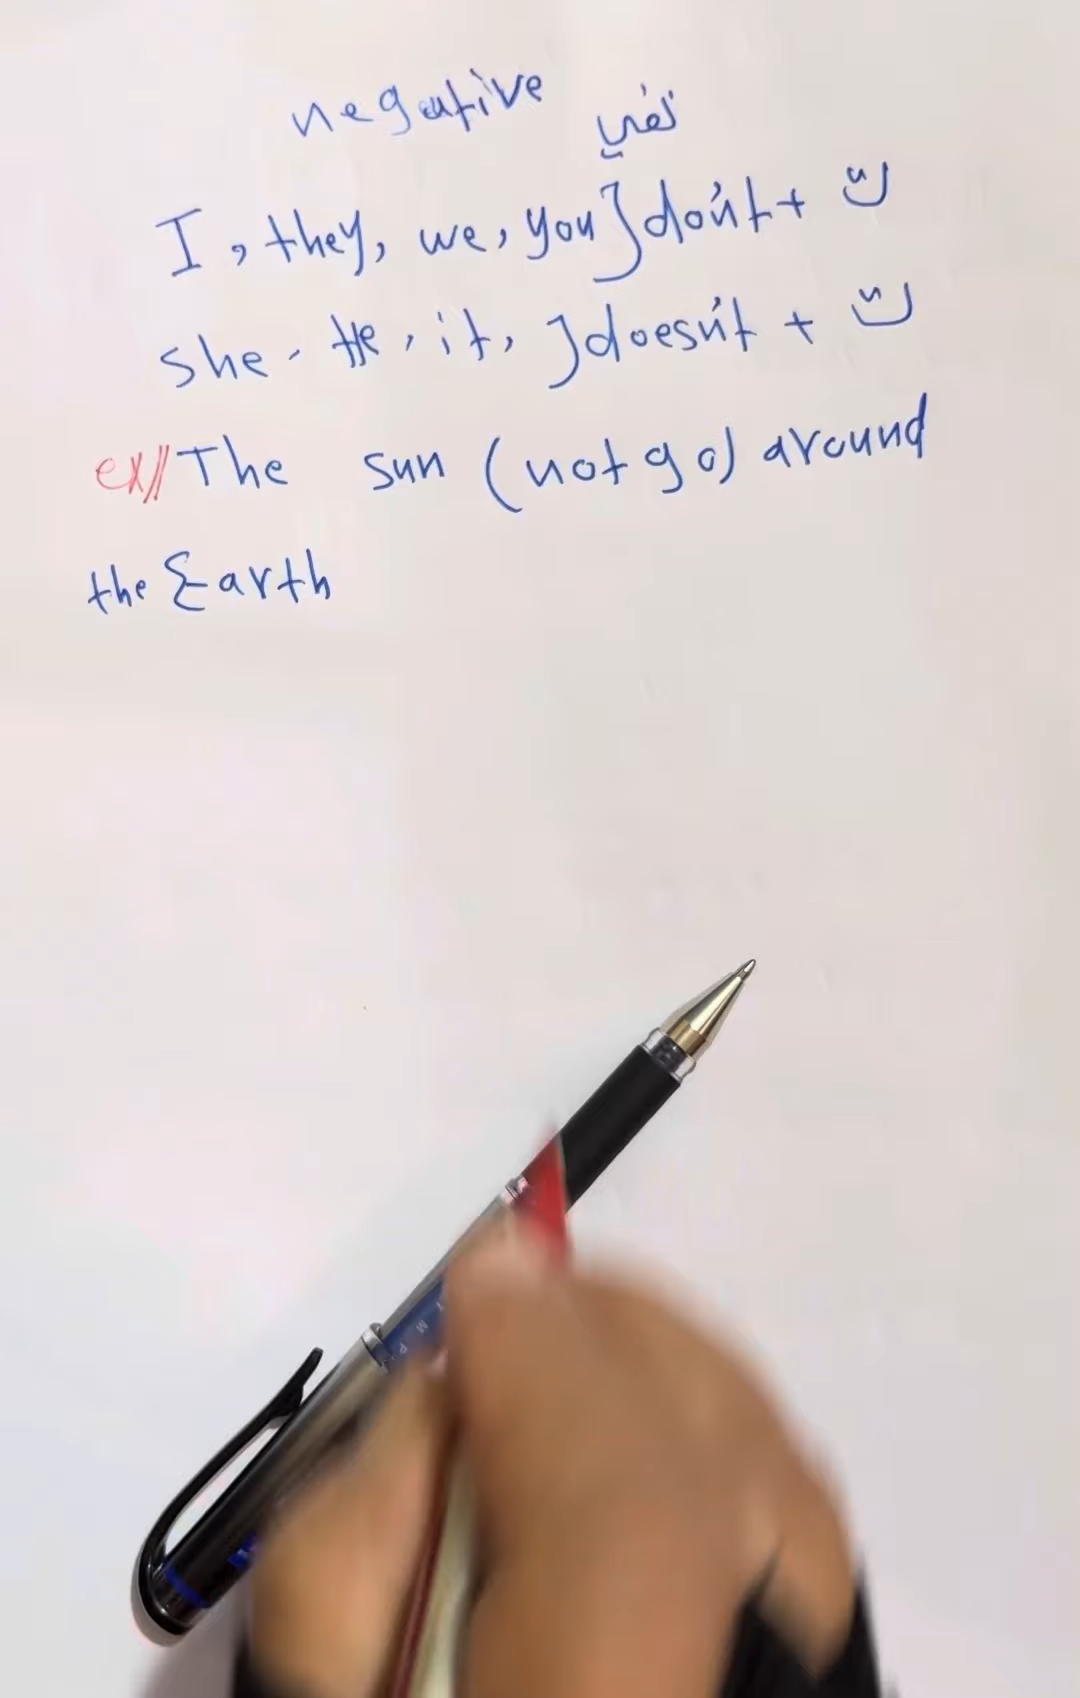 negative نفي
I, they, we, you } don't + ن
she, He, it, } doesn't + ن
ex// The sun (not go) around
the Earth